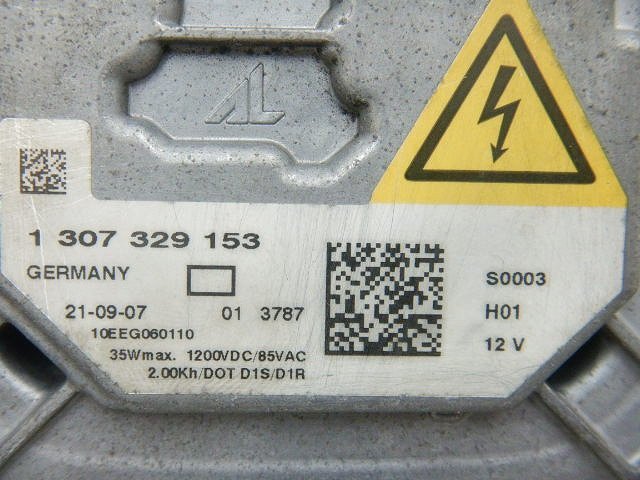 AL
1 307 329 153
GERMANY
S0003
21-09-07 01 3787
H01
10EEG060110
35Wmax. 1200VDC/85VAC
12 V
2.00Kh/DOT D1S/D1R